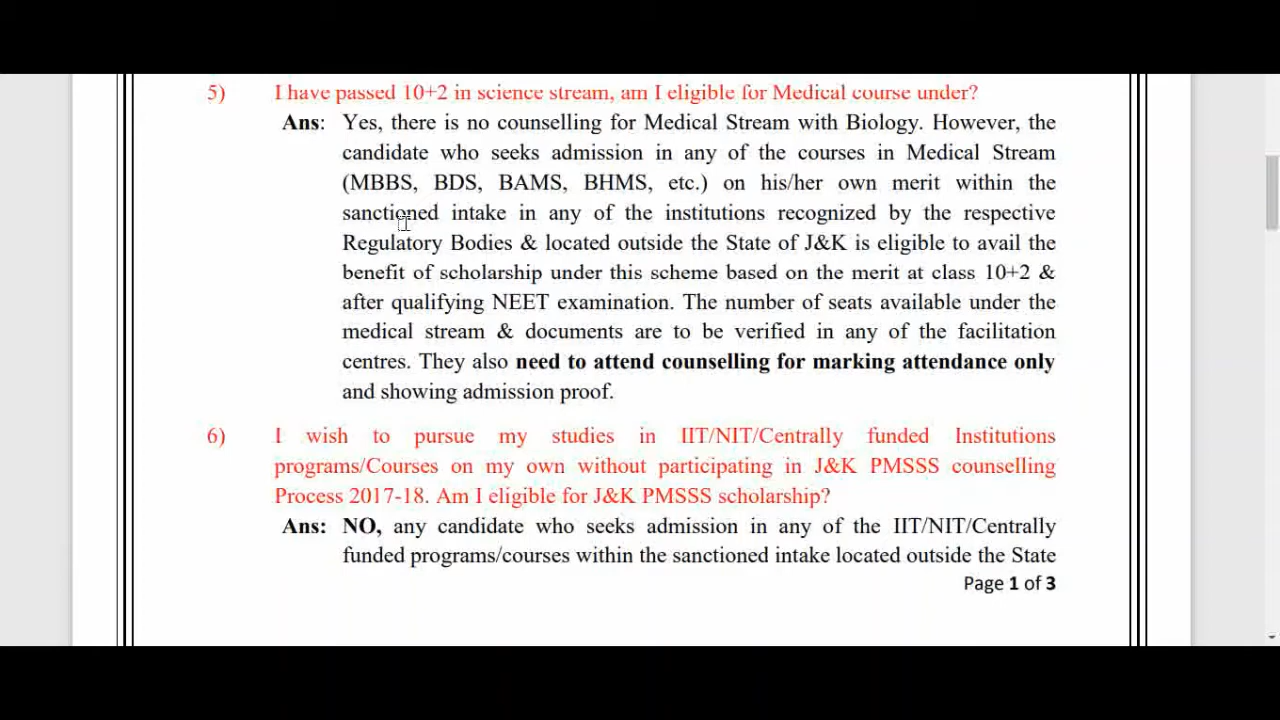 5) I have passed 10+2 in science stream, am I eligible for Medical course under?
Ans: Yes, there is no counselling for Medical Stream with Biology. However, the
candidate who seeks admission in any of the courses in Medical Stream
(MBBS, BDS, BAMS, BHMS, etc.) on his/her own merit within the
sanctioned intake in any of the institutions recognized by the respective
Regulatory Bodies & located outside the State of J&K is eligible to avail the
benefit of scholarship under this scheme based on the merit at class 10+2 &
after qualifying NEET examination. The number of seats available under the
medical stream & documents are to be verified in any of the facilitation
centres. They also need to attend counselling for marking attendance only
and showing admission proof.
6) I wish to pursue my studies in IIT/NIT/Centrally funded Institutions
programs/Courses on my own without participating in J&K PMSSS counselling
Process 2017-18. Am I eligible for J&K PMSSS scholarship?
Ans: NO, any candidate who seeks admission in any of the IIT/NIT/Centrally
funded programs/courses within the sanctioned intake located outside the State
Page 1 of 3